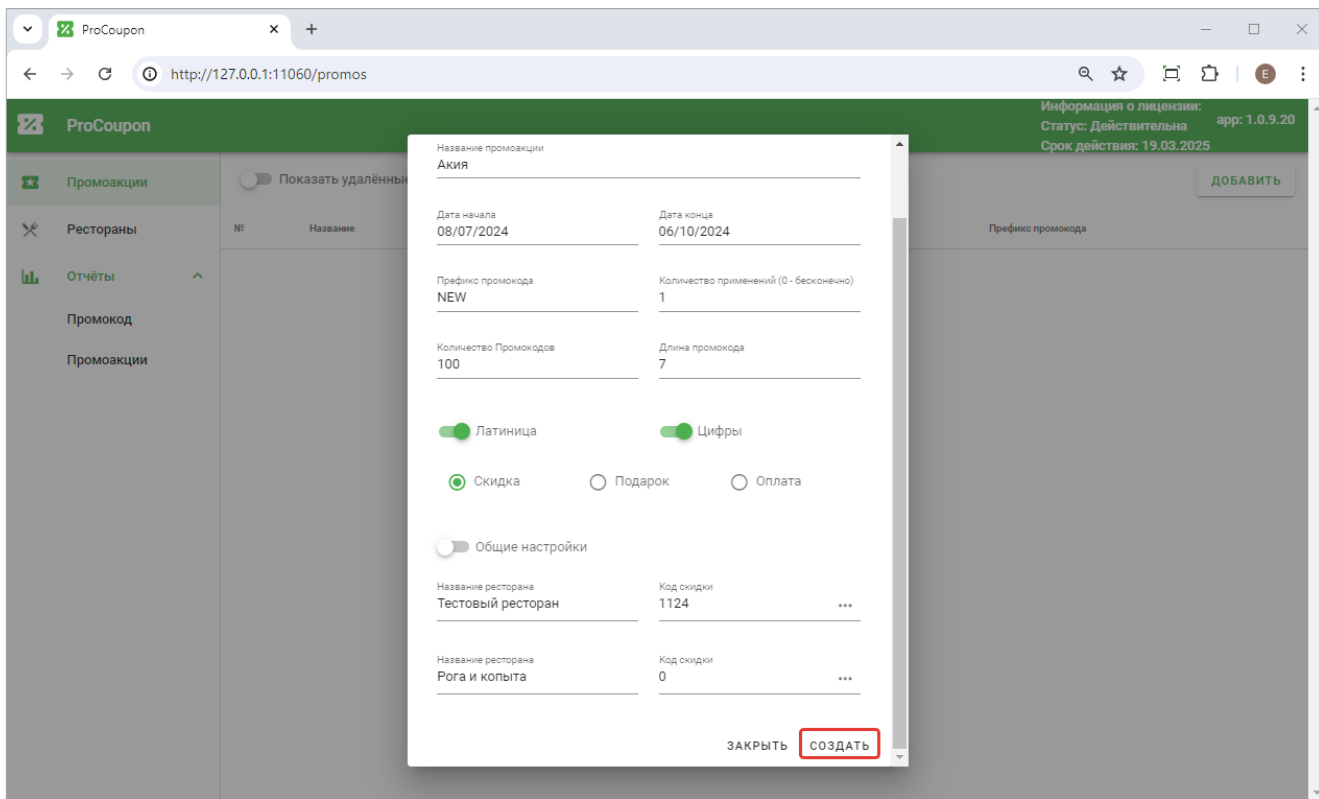 ProCoupon
http://127.0.0.1:11060/promos
E
ProCoupon
Информация о лицензии:
Статус: Действительна
Срок действия: 19.03.2025
app: 1.0.9.20
Промоакции
Рестораны
Отчёты
Промокод
Промоакции
Показать удалённые
ДОБАВИТЬ
№ Название Префикс промокода
Название промоакции
Акия
Дата начала Дата конца
08/07/2024 06/10/2024
Префикс промокода Количество применений (0 - бесконечно)
NEW 1
Количество Промокодов Длина промокода
100 7
Латиница Цифры
Скидка Подарок Оплата
Общие настройки
Название ресторана Код скидки
Тестовый ресторан 1124 ...
Название ресторана Код скидки
Рога и копыта 0 ...
ЗАКРЫТЬ СОЗДАТЬ